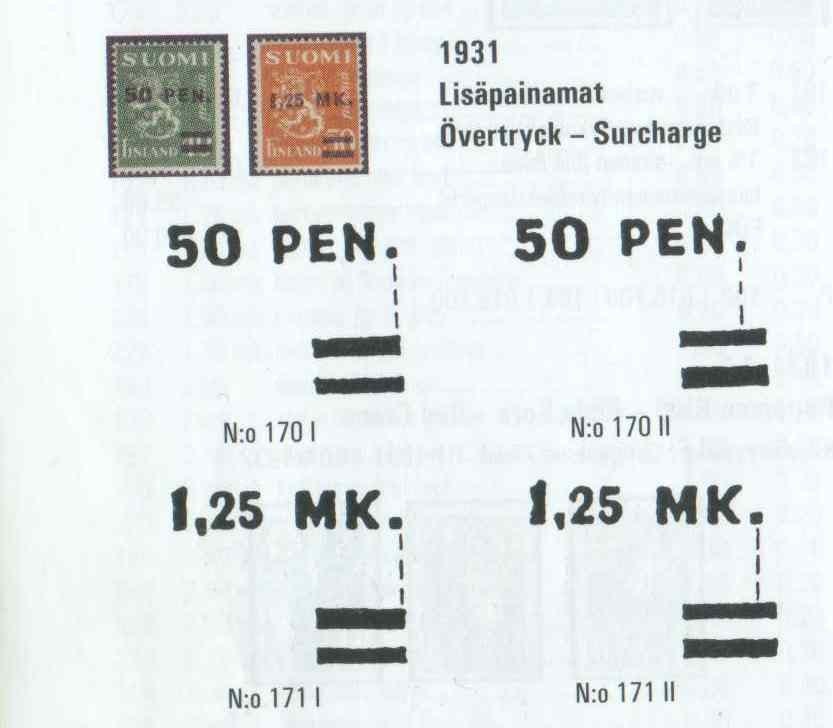 SUOMI SUOMI
50 PEN. 1,25 MK.
FINLAND FINLAND 50
1931
Lisäpainamat
Övertryck – Surcharge
50 PEN. 50 PEN.
N:o 170 I N:o 170 II
1,25 MK. 1,25 MK.
N:o 171 I N:o 171 II